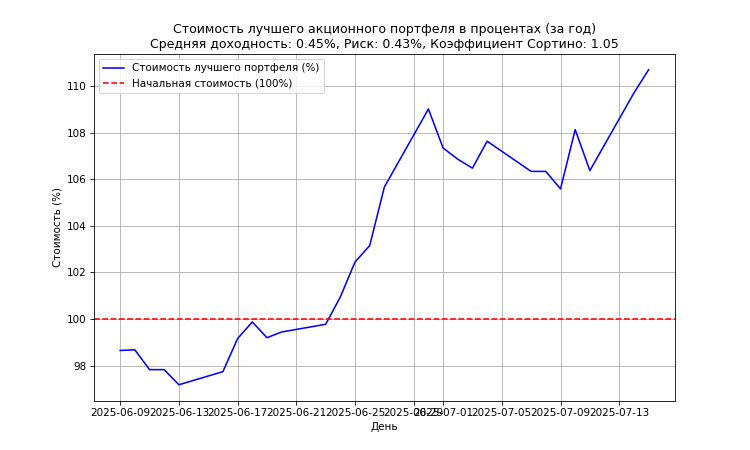 Стоимость лучшего акционного портфеля в процентах (за год)
Средняя доходность: 0.45%, Риск: 0.43%, Коэффициент Сортино: 1.05
Стоимость лучшего портфеля (%)
Начальная стоимость (100%)
Стоимость (%)
110
108
106
104
102
100
98
2025-06-09 2025-06-13 2025-06-17 2025-06-21 2025-06-25 2025-06-29 2025-07-01 2025-07-05 2025-07-09 2025-07-13
День